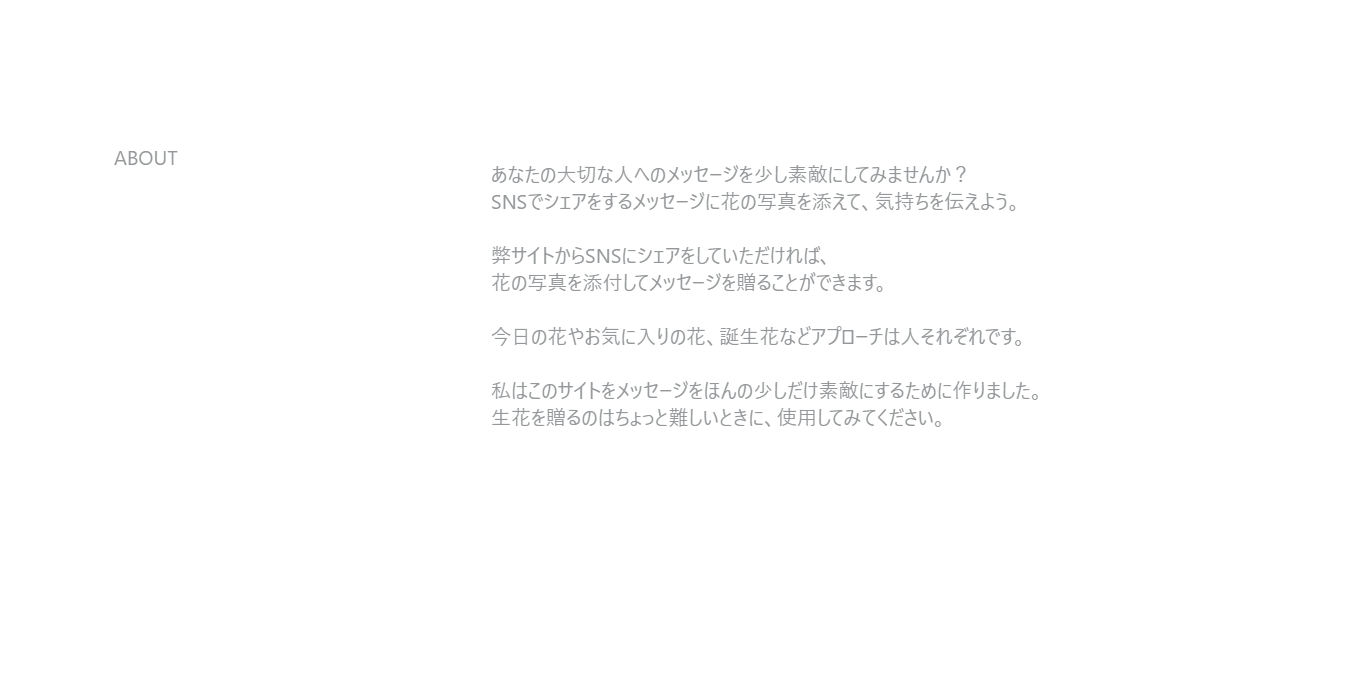 ABOUT
あなたの大切な人へのメッセージを少し素敵にしてみませんか？
SNSでシェアをするメッセージに花の写真を添えて、気持ちを伝えよう。
弊サイトからSNSにシェアをしていただければ、
花の写真を添付してメッセージを贈ることができます。
今日の花やお気に入りの花、誕生花などアプローチは人それぞれです。
私はこのサイトをメッセージをほんの少しだけ素敵にするために作りました。
生花を贈るのはちょっと難しいときに、使用してみてください。